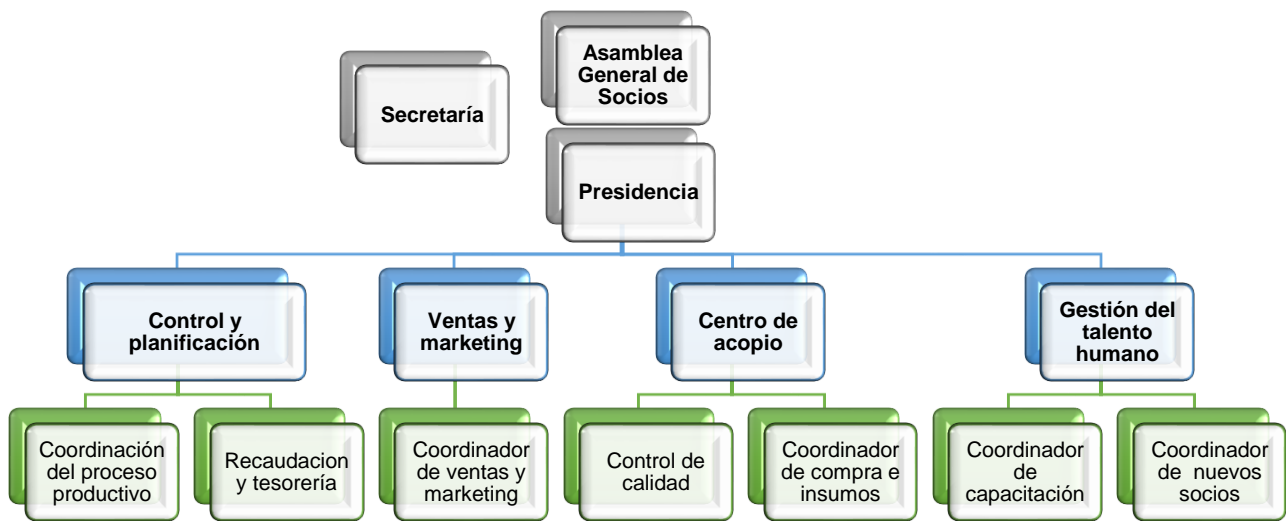 Asamblea
General de
Socios
Secretaría
Presidencia
Control y
planificación
Ventas y
marketing
Centro de
acopio
Gestión del
talento
humano
Coordinación
del proceso
productivo
Recaudacion
y tesorería
Coordinador
de ventas y
marketing
Control de
calidad
Coordinador
de compra e
insumos
Coordinador
de
capacitación
Coordinador
de nuevos
socios